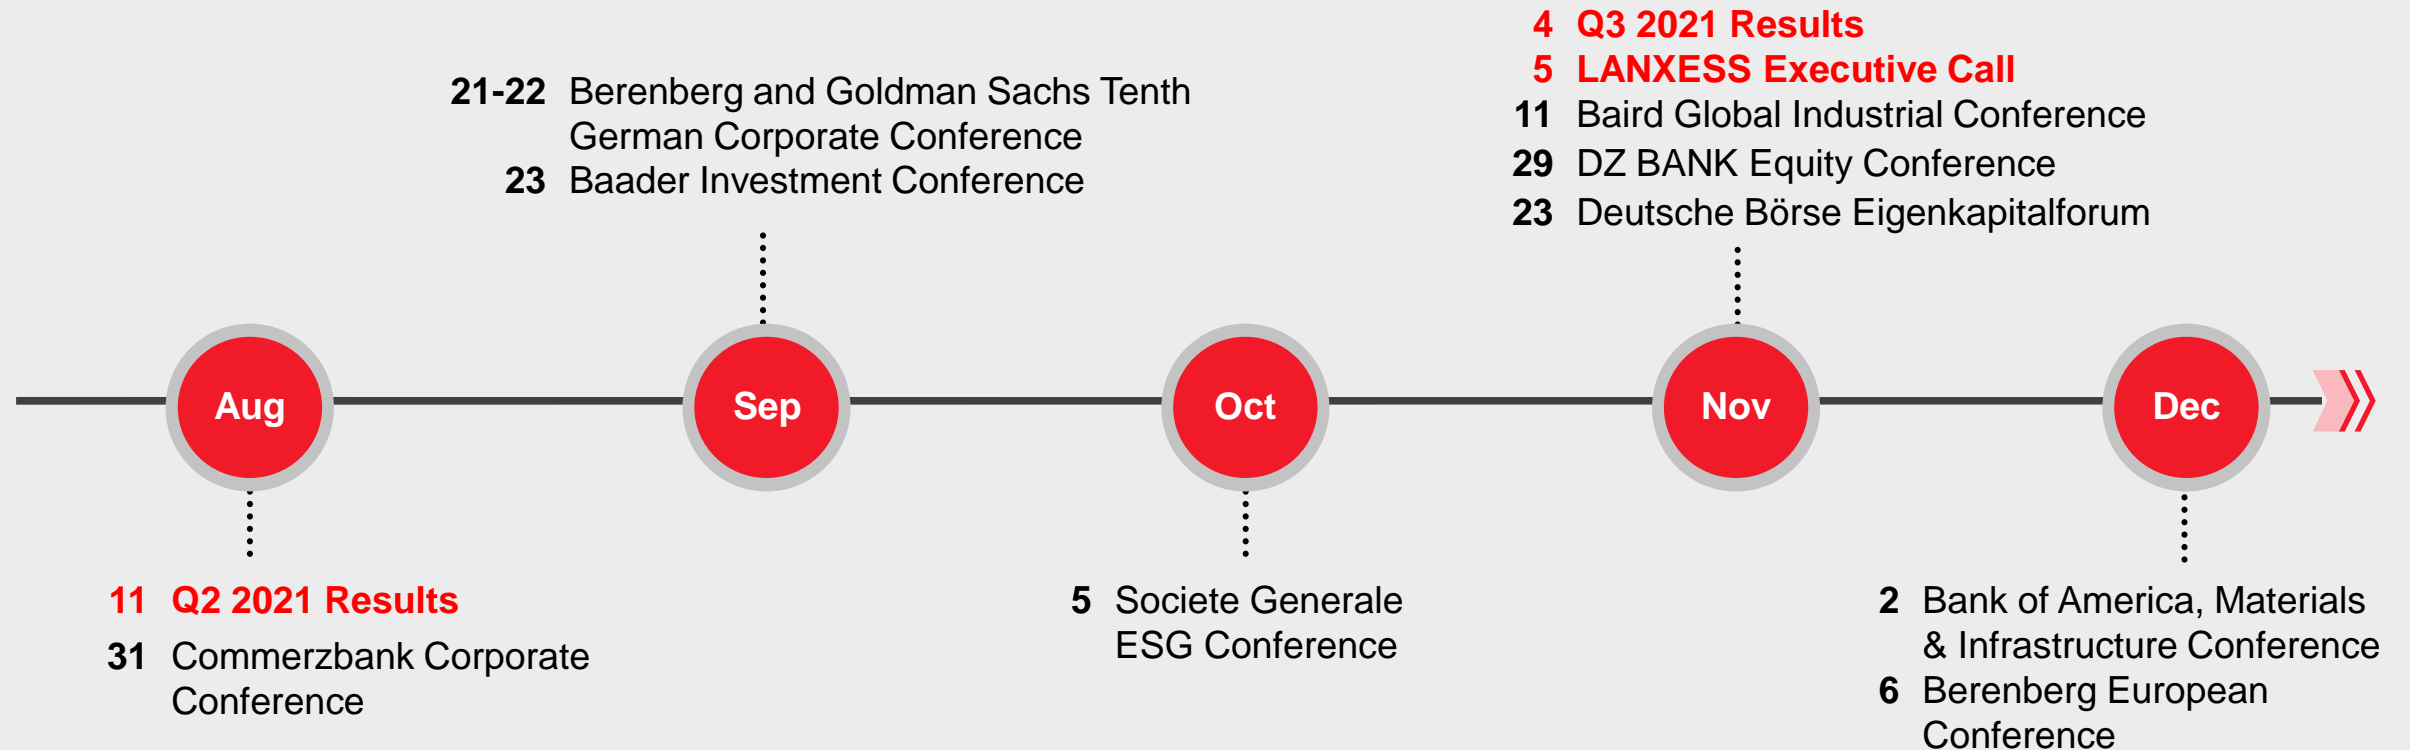 4 Q3 2021 Results
5 LANXESS Executive Call
11 Baird Global Industrial Conference
29 DZ BANK Equity Conference
23 Deutsche Börse Eigenkapitalforum
21-22 Berenberg and Goldman Sachs Tenth
German Corporate Conference
23 Baader Investment Conference
Aug
Sep
Oct
Nov
Dec
11 Q2 2021 Results
31 Commerzbank Corporate
Conference
5 Societe Generale
ESG Conference
2 Bank of America, Materials
& Infrastructure Conference
6 Berenberg European
Conference